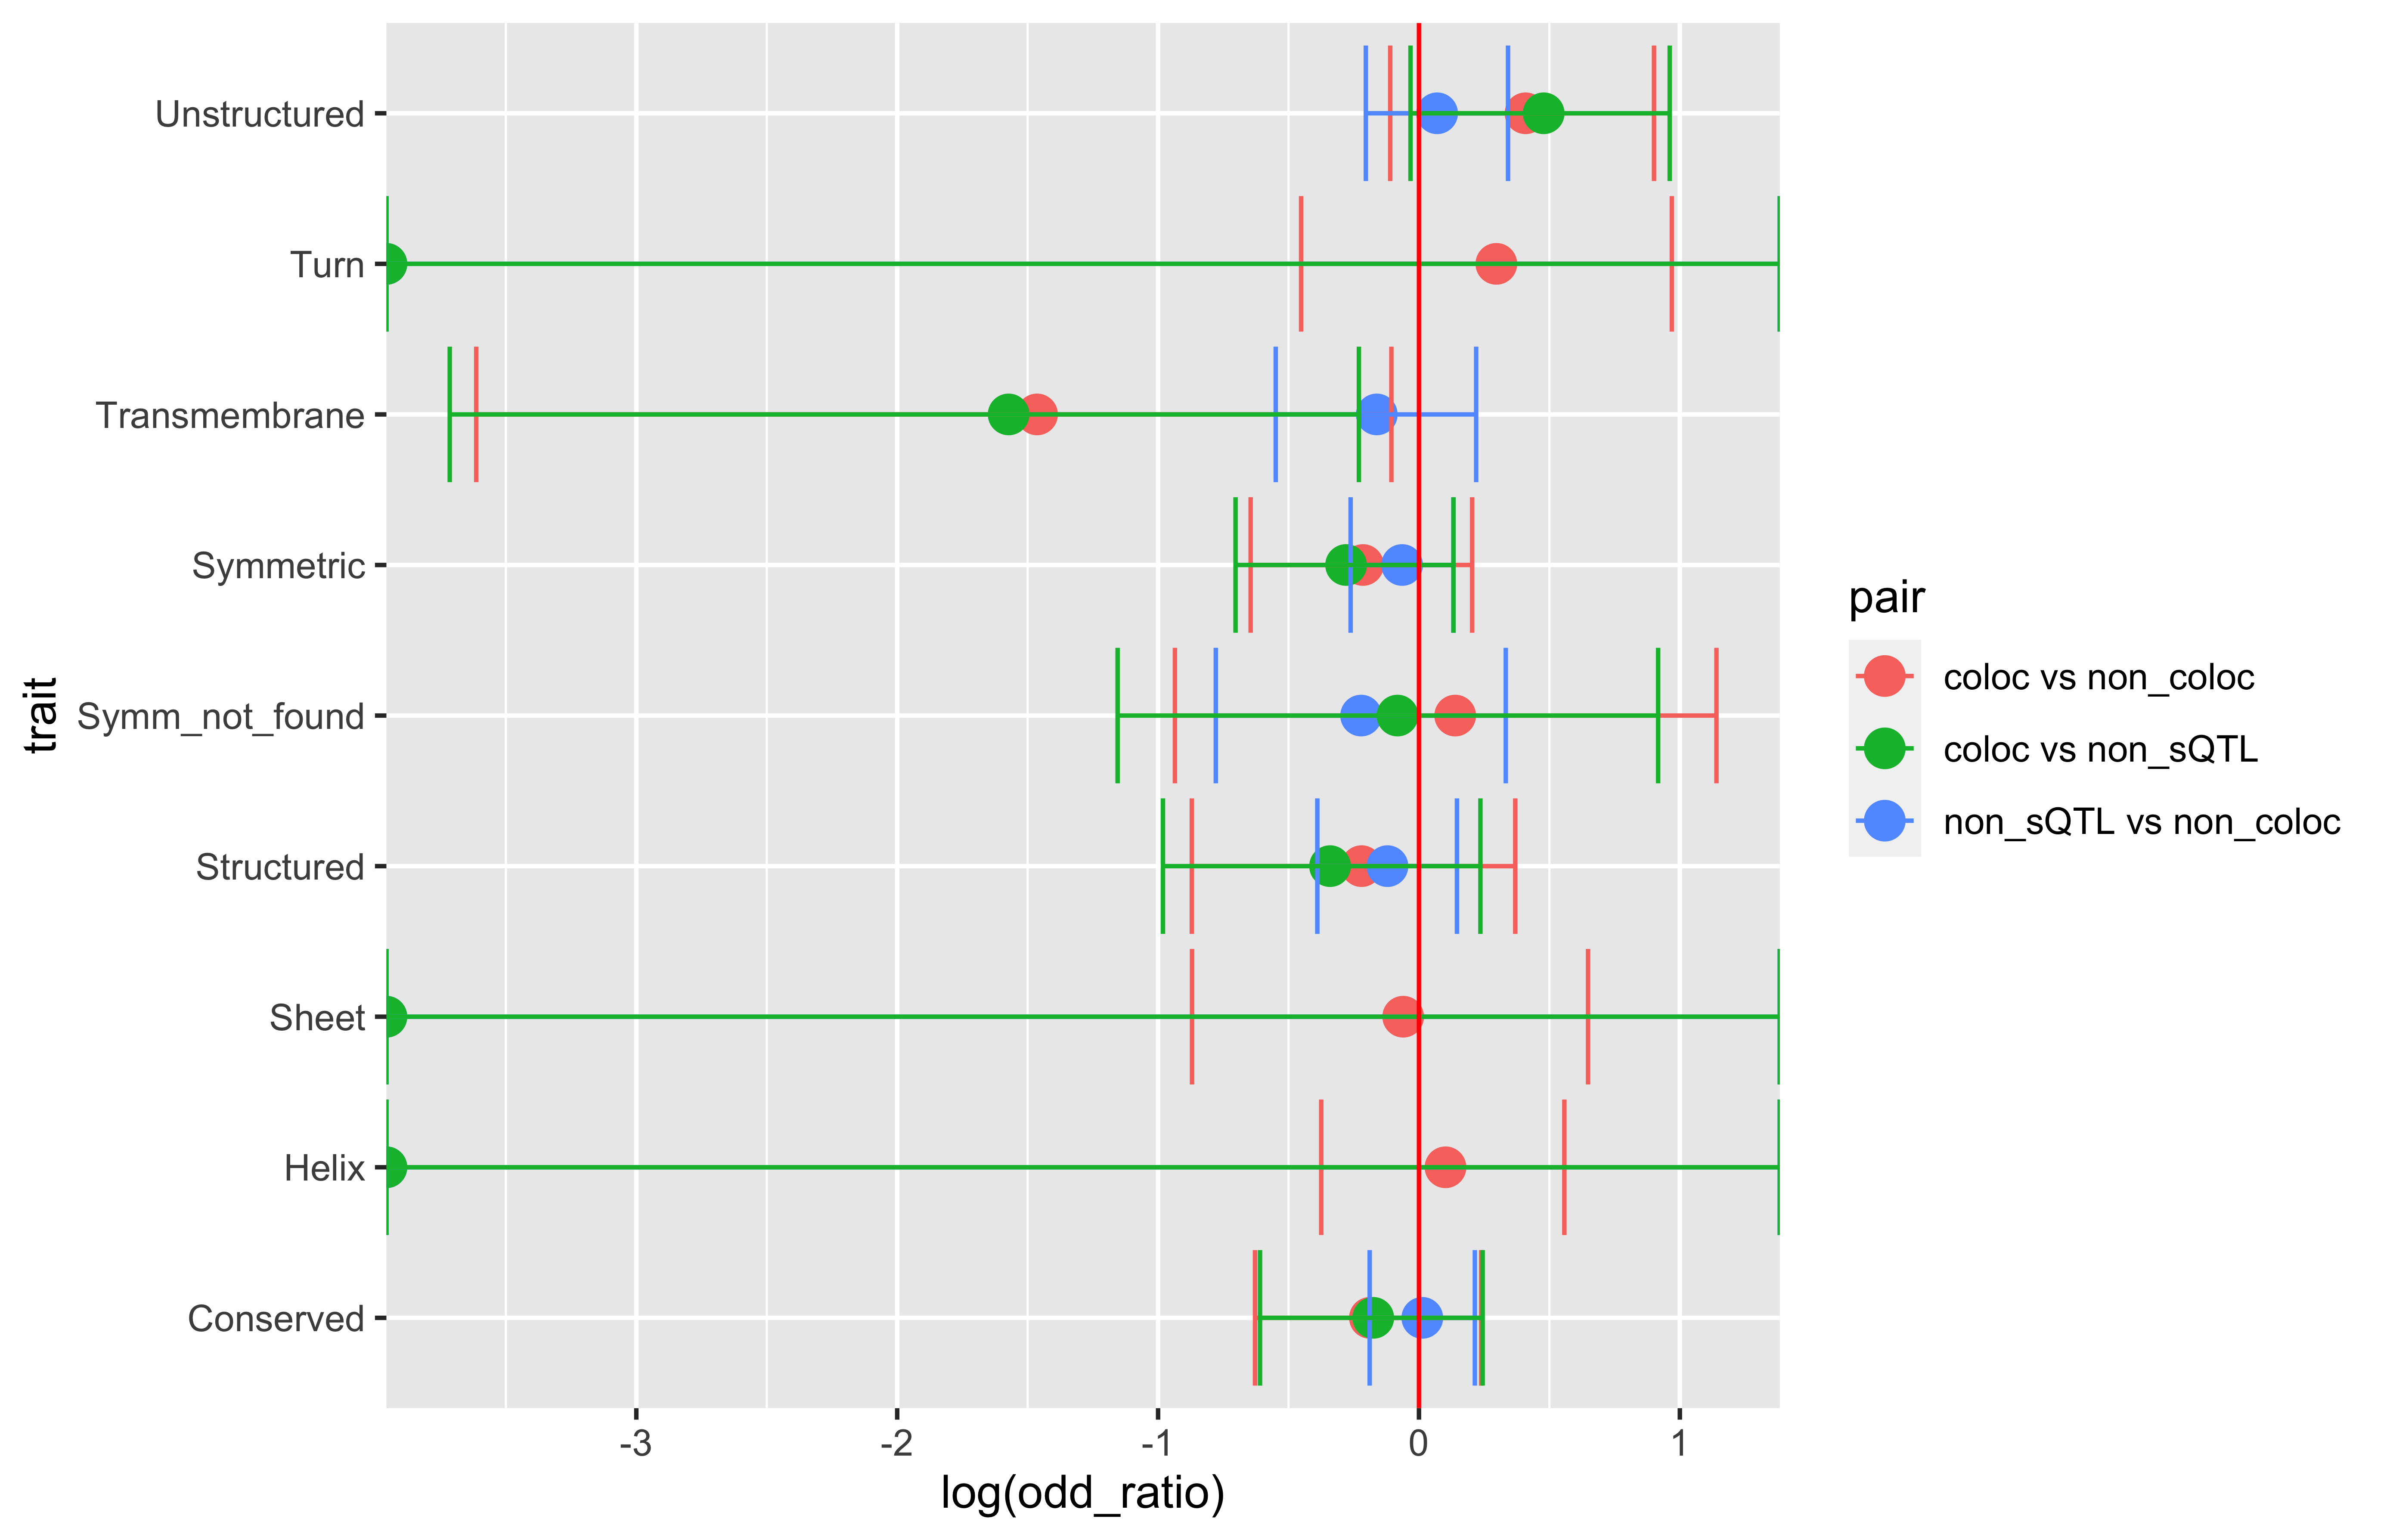 trait
Unstructured
Turn
Transmembrane
Symmetric
Symm_not_found
Structured
Sheet
Helix
Conserved
-3
-2
-1
0
1
log(odd_ratio)
pair
coloc vs non_coloc
coloc vs non_sQTL
non_sQTL vs non_coloc